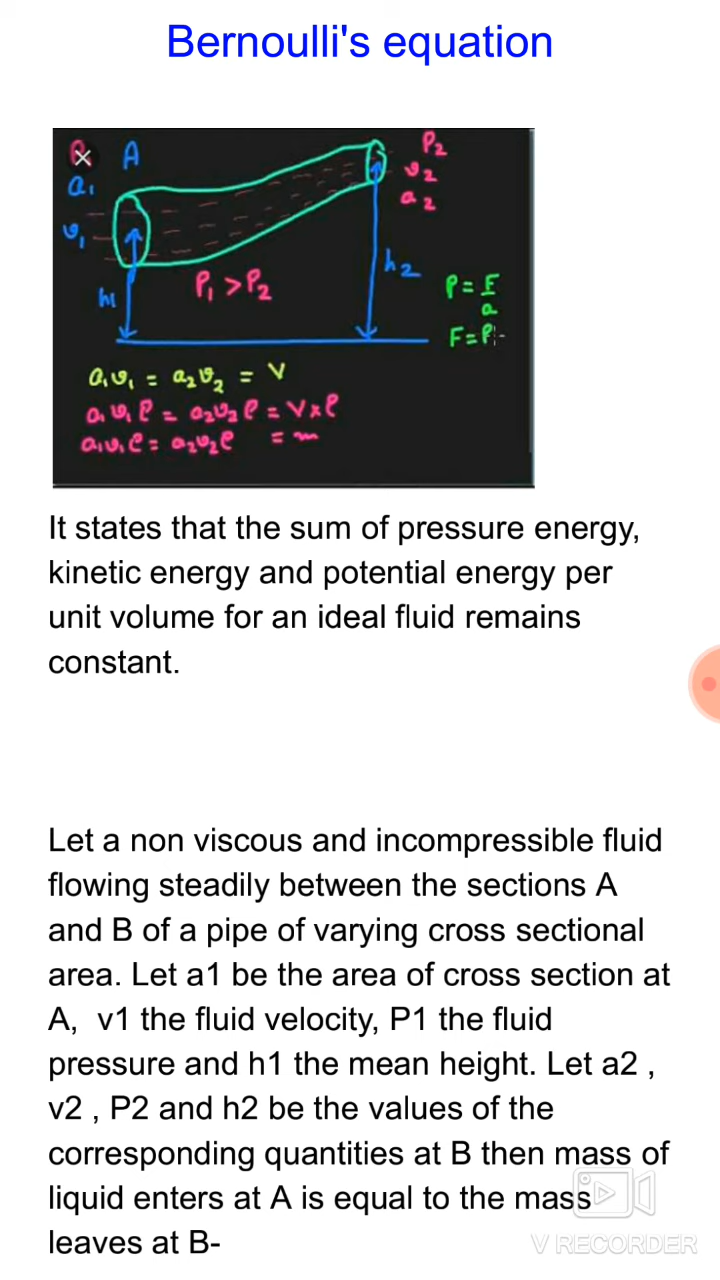 Bernoulli's equation
A
P2
a1
v2
a2
v1
h2
h1
P1 > P2
P = F
a
F = P
a1v1 = a2v2 = V
a1v1ρ = a2v2ρ = V×ρ
a1v1ρ = a2v2ρ = m
It states that the sum of pressure energy,
kinetic energy and potential energy per
unit volume for an ideal fluid remains
constant.
Let a non viscous and incompressible fluid
flowing steadily between the sections A
and B of a pipe of varying cross sectional
area. Let a1 be the area of cross section at
A, v1 the fluid velocity, P1 the fluid
pressure and h1 the mean height. Let a2 ,
v2 , P2 and h2 be the values of the
corresponding quantities at B then mass of
liquid enters at A is equal to the mass
leaves at B-
V RECORDER